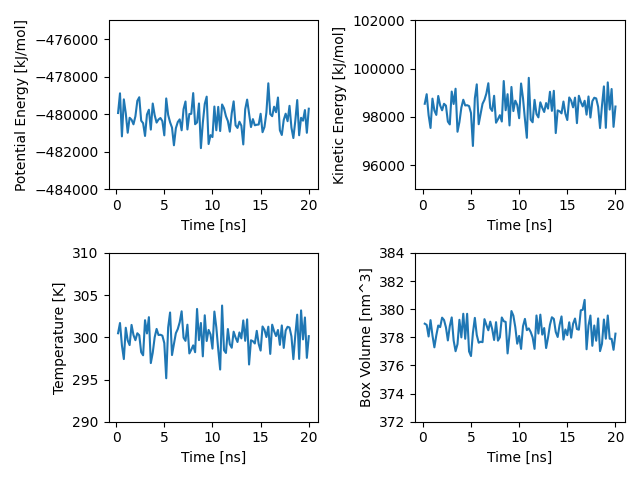 Potential Energy [kJ/mol]
−476000
−478000
−480000
−482000
−484000
0 5 10 15 20
Time [ns]
Kinetic Energy [kJ/mol]
102000
100000
98000
96000
0 5 10 15 20
Time [ns]
Temperature [K]
310
305
300
295
290
0 5 10 15 20
Time [ns]
Box Volume [nm^3]
384
382
380
378
376
374
372
0 5 10 15 20
Time [ns]